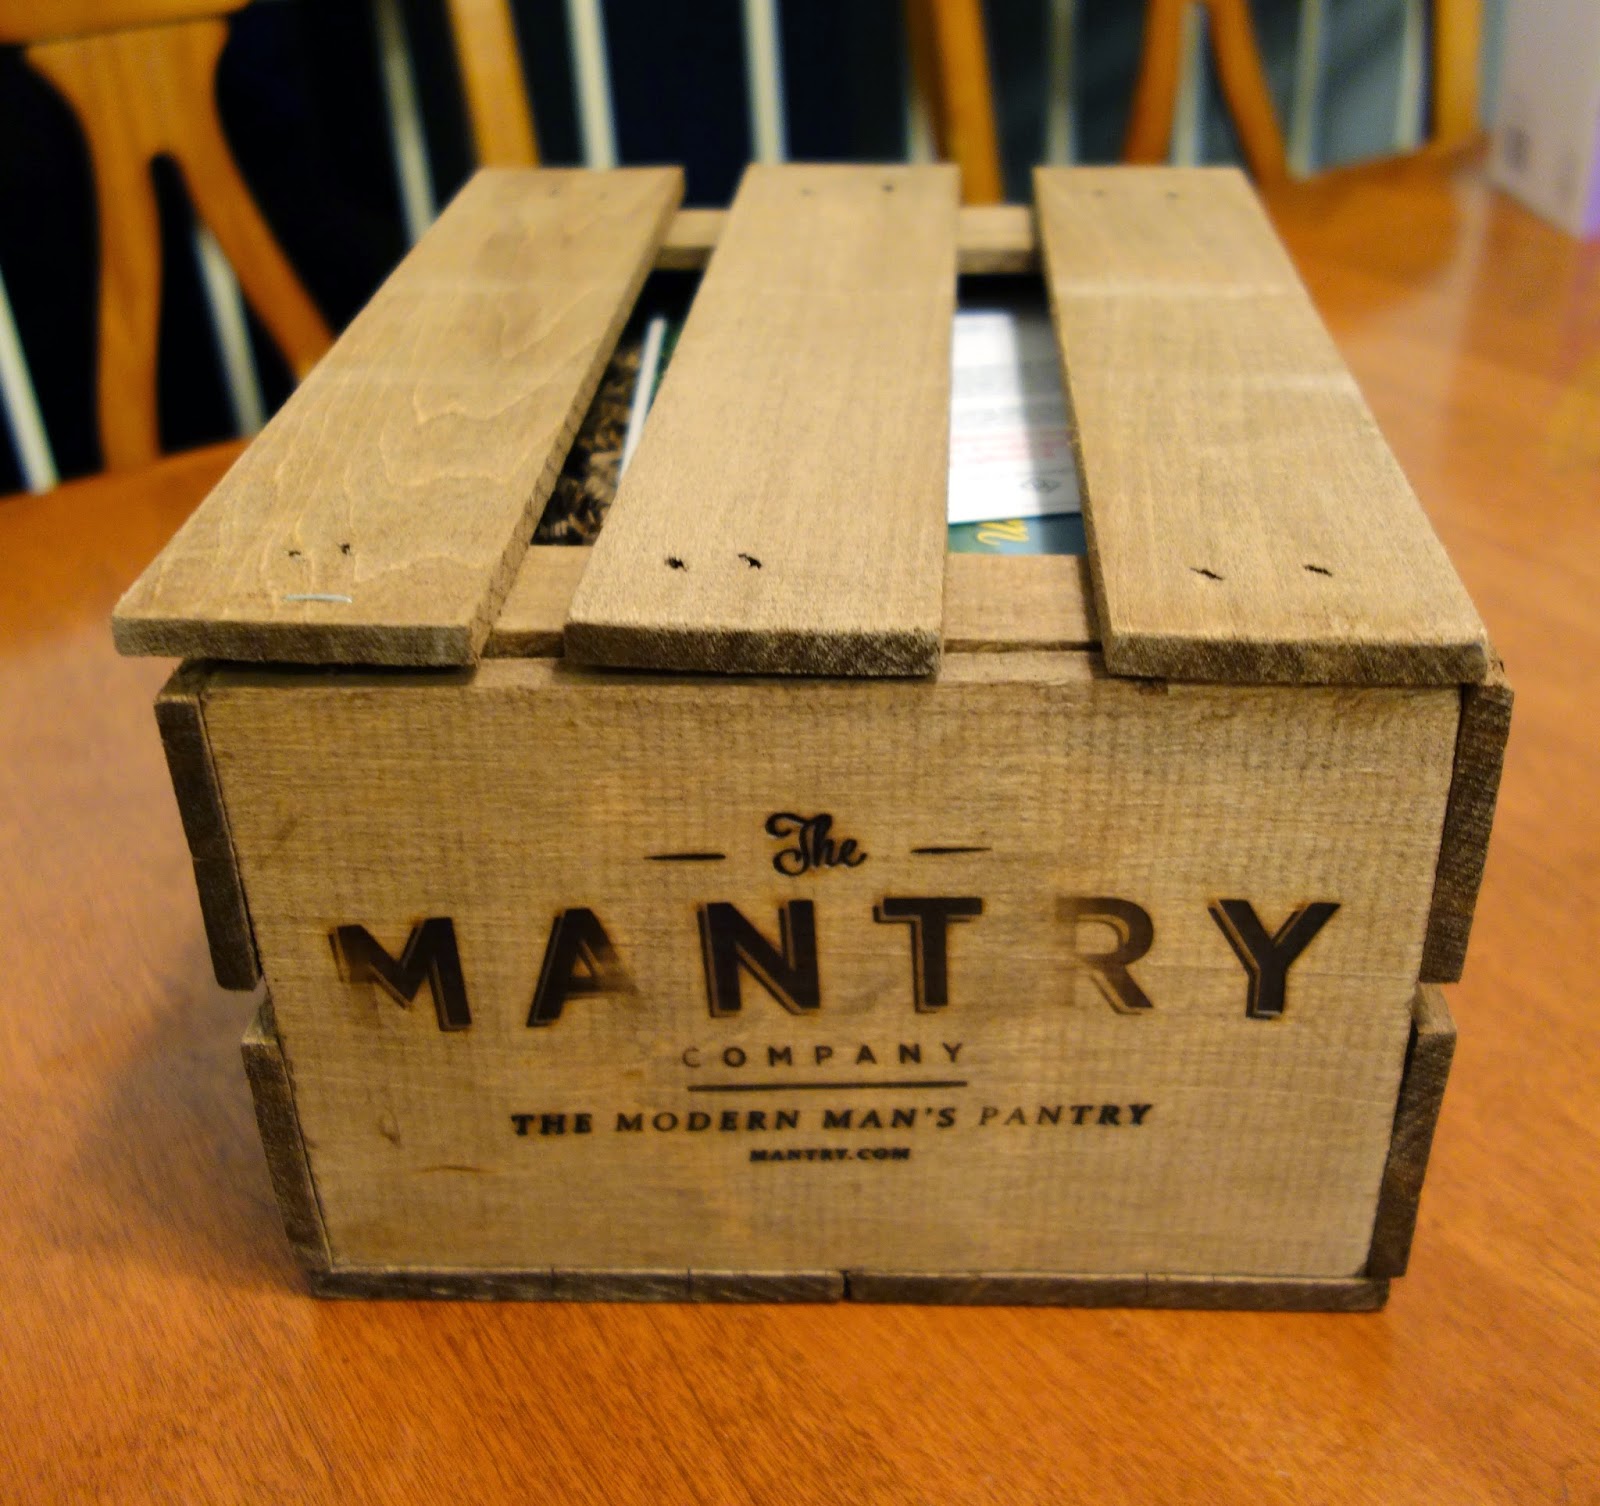 The
MANTRY
COMPANY
THE MODERN MAN'S PANTRY
MANTRY.COM